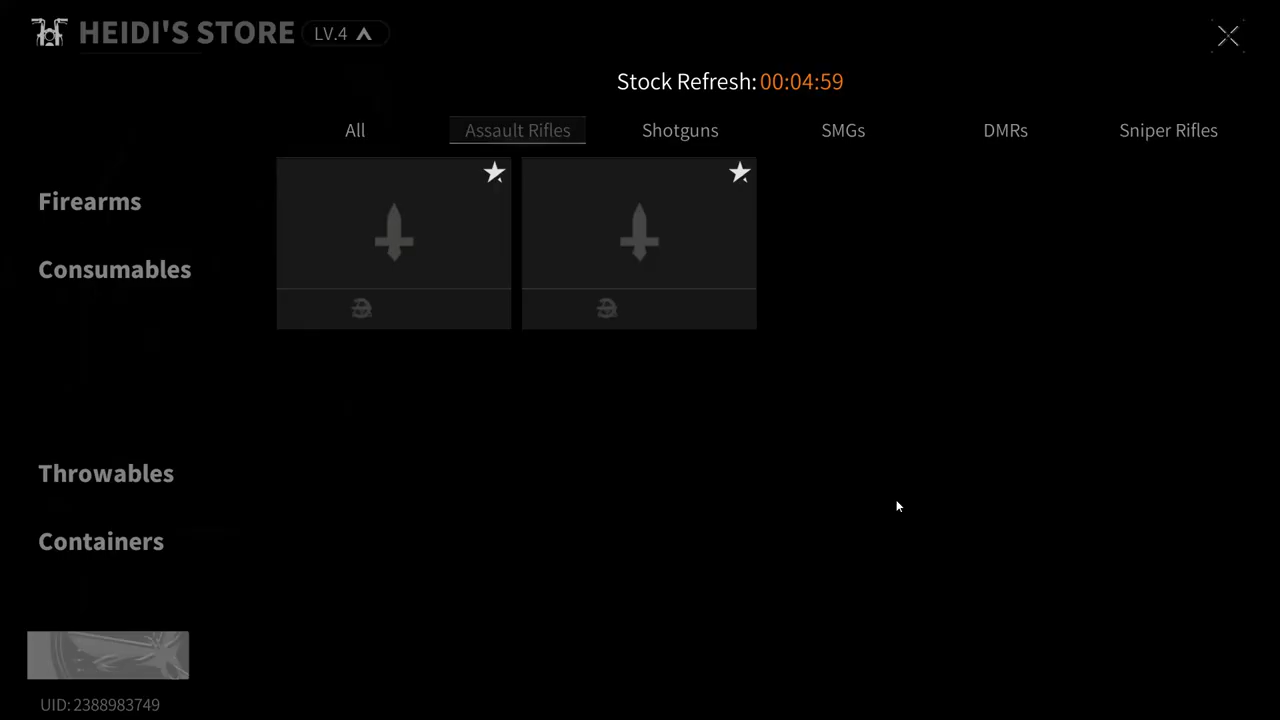 HEIDI'S STORE LV.4
Stock Refresh: 00:04:59
All Assault Rifles Shotguns SMGs DMRs Sniper Rifles
Firearms
Consumables
Throwables
Containers
UID: 2388983749